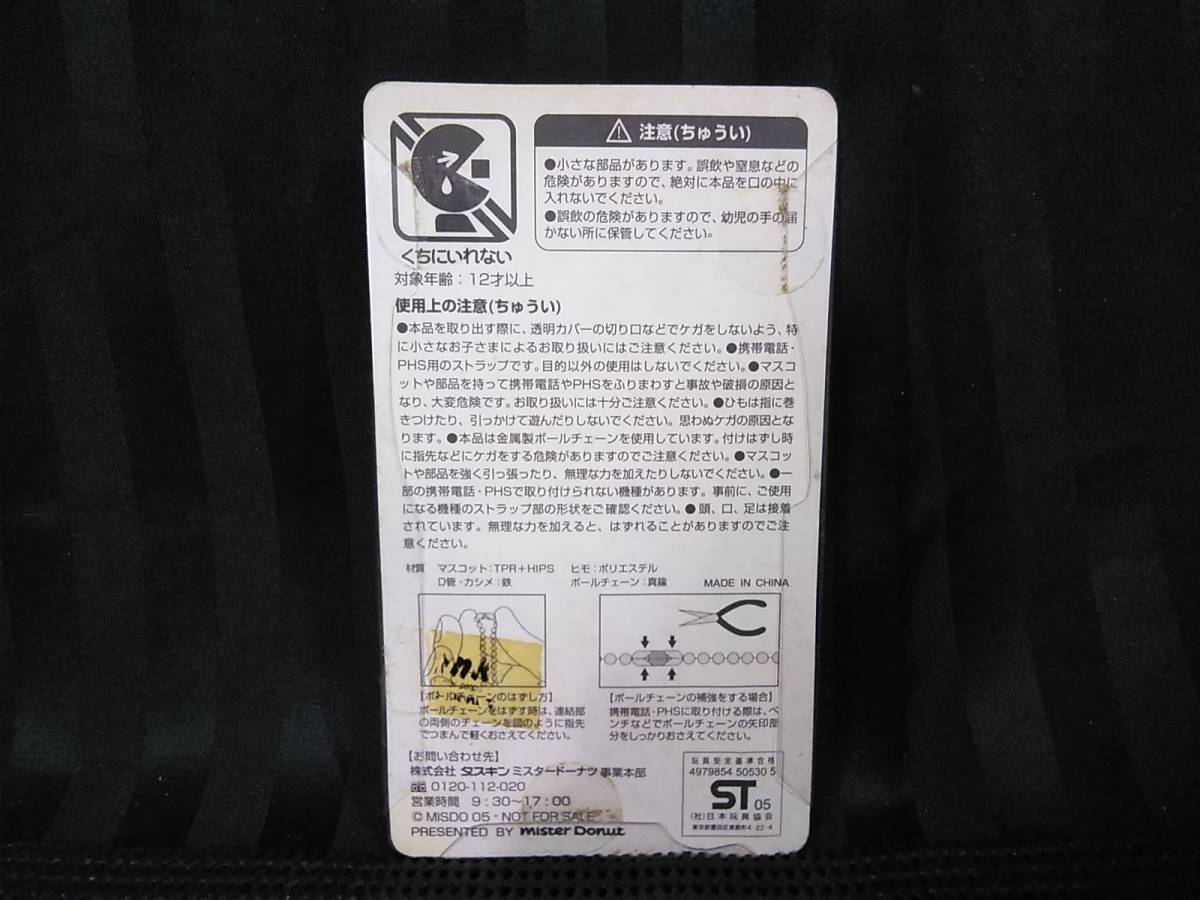 注意(ちゅうい)
●小さな部品があります。誤飲や窒息などの
危険がありますので、絶対に本品を口の中に
入れないでください。
●誤飲の危険がありますので、幼児の手の届
かない所に保管してください。
くちにいれない
対象年齢：12才以上
使用上の注意(ちゅうい)
●本品を取り出す際に、透明カバーの切り口などでケガをしないよう、特
に小さなお子さまによるお取り扱いにはご注意ください。●携帯電話・
PHS用のストラップです。目的以外の使用はしないでください。●マスコ
ットや部品を持って携帯電話やPHSをふりまわすと事故や破損の原因と
なり、大変危険です。お取り扱いには十分ご注意ください。●ひもは指に巻
きつけたり、引っかけて遊んだりしないでください。思わぬケガの原因とな
ります。●本品は金属製ボールチェーンを使用しています。付けはずし時
に指先などにケガをする危険がありますのでご注意ください。●マスコッ
トや部品を強く引っ張ったり、無理な力を加えたりしないでください。●一
部の携帯電話・PHSで取り付けられない機種があります。事前に、ご使用
になる機種のストラップ部の形状をご確認ください。●頭、口、足は接着
されています。無理な力を加えると、はずれることがありますのでご注
意ください。
材質 マスコット：TPR+HIPS ヒモ：ポリエステル
D管・カシメ：鉄 ボールチェーン：真鍮 MADE IN CHINA
【ボールチェーンのはずし方】
ボールチェーンをはずす時は、連結部
の両側のチェーンを図のように指先
でつまんで軽くおさえてください。
【ボールチェーンの補強をする場合】
携帯電話・PHSに取り付ける際は、ペ
ンチなどでボールチェーンの矢印部
分をしっかりおさえてください。
【お問い合わせ先】
株式会社 ダスキン ミスタードーナツ 事業本部
0120-112-020
営業時間 9:30〜17:00
© MISDO 05・NOT FOR SALE
PRESENTED BY mister Donut
玩具安全基準合格
4979854 50530 5
ST 05
(社)日本玩具協会
東京都墨田区東駒形4-22-4